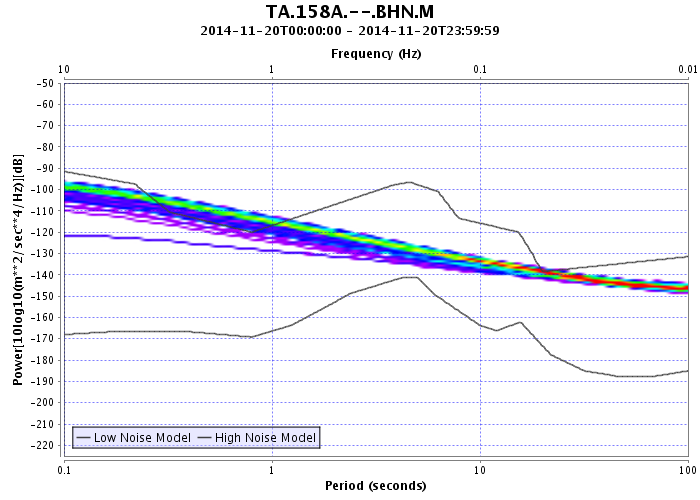 TA.158A.--.BHN.M
2014-11-20T00:00:00 - 2014-11-20T23:59:59
Frequency (Hz)
10 1 0.1 0.01
-50
-60
-70
-80
-90
-100
-110
-120
-130
-140
-150
-160
-170
-180
-190
-200
-210
-220
Power[10log10(m**2/sec**4/Hz)][dB]
Low Noise Model High Noise Model
0.1 1 10 100
Period (seconds)